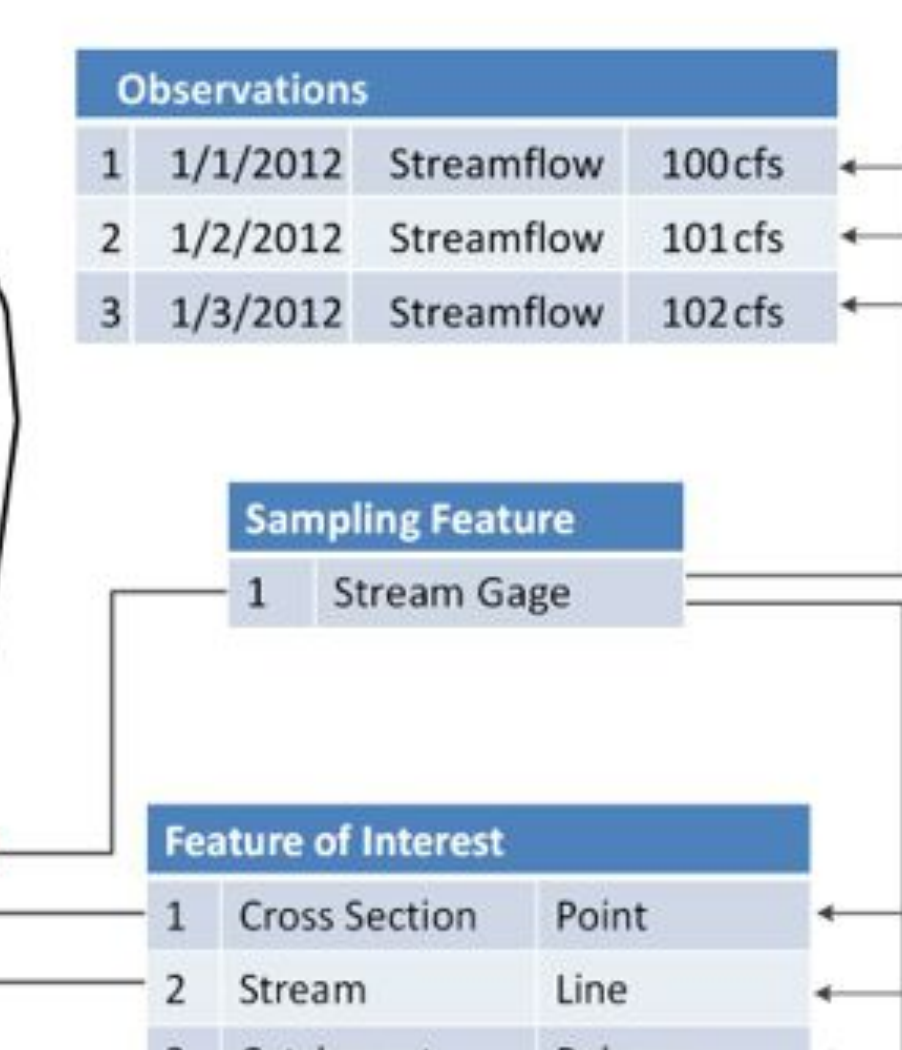 Observations
1 1/1/2012 Streamflow 100cfs
2 1/2/2012 Streamflow 101cfs
3 1/3/2012 Streamflow 102cfs
Sampling Feature
1 Stream Gage
Feature of Interest
1 Cross Section Point
2 Stream Line